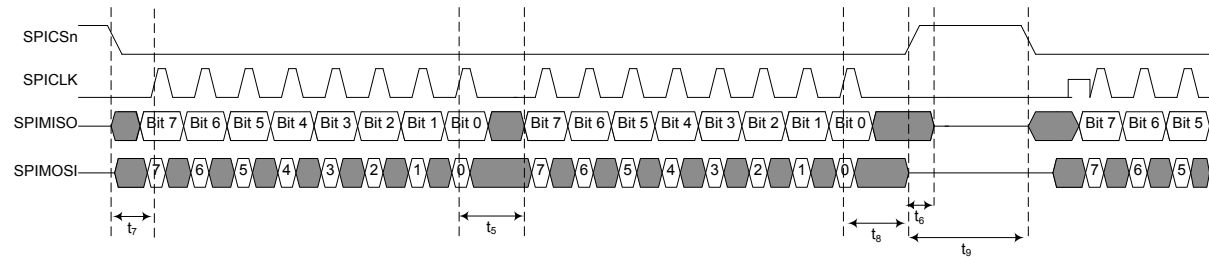 SPICSn
SPICLK
SPIMISO Bit 7 Bit 6 Bit 5 Bit 4 Bit 3 Bit 2 Bit 1 Bit 0 Bit 7 Bit 6 Bit 5 Bit 4 Bit 3 Bit 2 Bit 1 Bit 0 Bit 7 Bit 6 Bit 5
SPIMOSI 7 6 5 4 3 2 1 0 7 6 5 4 3 2 1 0 7 6 5
t7 t5 t8 t6
t9